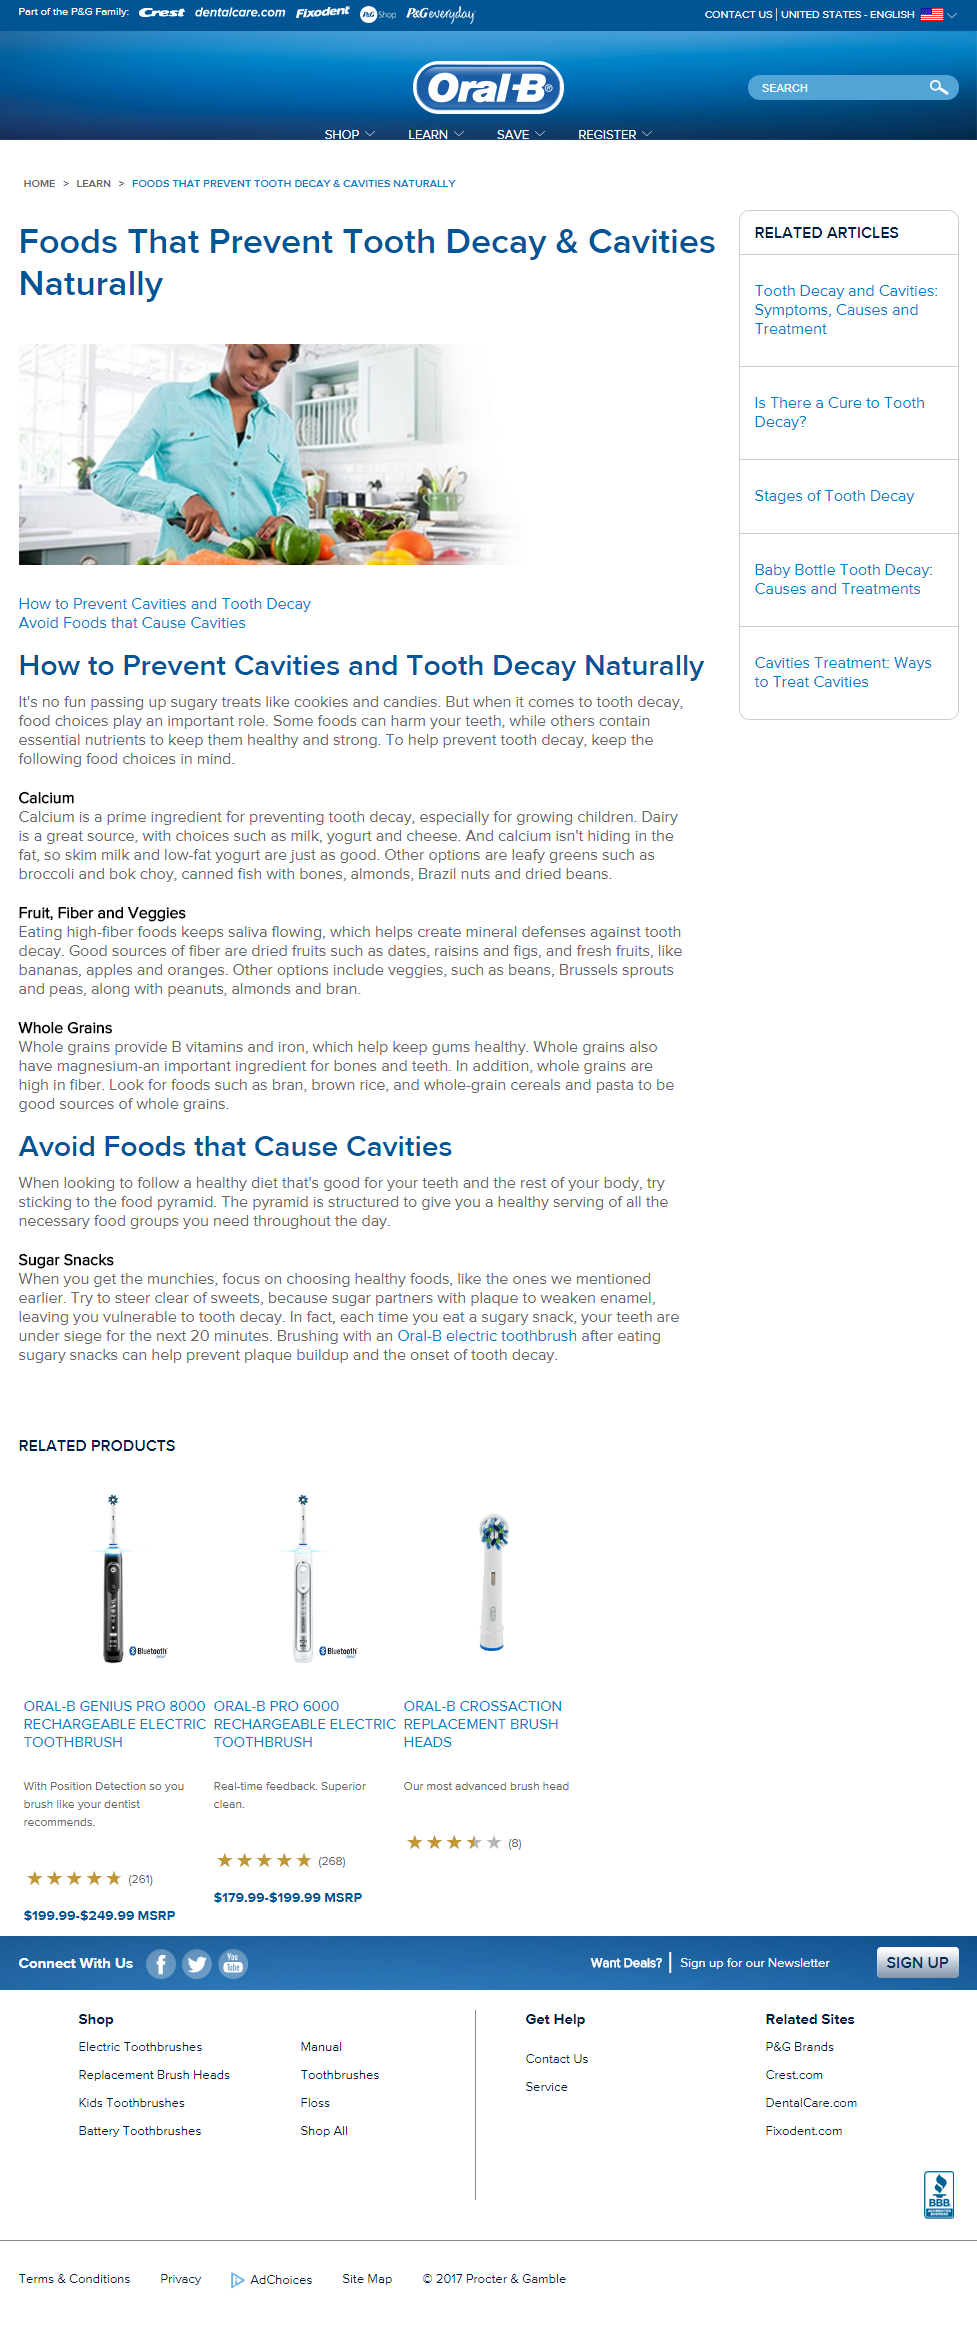 Part of the P&G Family: Crest dentalcare.com Fixodent P&G Shop P&G everyday
CONTACT US | UNITED STATES - ENGLISH
Oral-B®
SEARCH
SHOP LEARN SAVE REGISTER
HOME > LEARN > FOODS THAT PREVENT TOOTH DECAY & CAVITIES NATURALLY
Foods That Prevent Tooth Decay & Cavities
Naturally
How to Prevent Cavities and Tooth Decay
Avoid Foods that Cause Cavities
How to Prevent Cavities and Tooth Decay Naturally
It's no fun passing up sugary treats like cookies and candies. But when it comes to tooth decay,
food choices play an important role. Some foods can harm your teeth, while others contain
essential nutrients to keep them healthy and strong. To help prevent tooth decay, keep the
following food choices in mind.
Calcium
Calcium is a prime ingredient for preventing tooth decay, especially for growing children. Dairy
is a great source, with choices such as milk, yogurt and cheese. And calcium isn't hiding in the
fat, so skim milk and low-fat yogurt are just as good. Other options are leafy greens such as
broccoli and bok choy, canned fish with bones, almonds, Brazil nuts and dried beans.
Fruit, Fiber and Veggies
Eating high-fiber foods keeps saliva flowing, which helps create mineral defenses against tooth
decay. Good sources of fiber are dried fruits such as dates, raisins and figs, and fresh fruits, like
bananas, apples and oranges. Other options include veggies, such as beans, Brussels sprouts
and peas, along with peanuts, almonds and bran.
Whole Grains
Whole grains provide B vitamins and iron, which help keep gums healthy. Whole grains also
have magnesium-an important ingredient for bones and teeth. In addition, whole grains are
high in fiber. Look for foods such as bran, brown rice, and whole-grain cereals and pasta to be
good sources of whole grains.
Avoid Foods that Cause Cavities
When looking to follow a healthy diet that's good for your teeth and the rest of your body, try
sticking to the food pyramid. The pyramid is structured to give you a healthy serving of all the
necessary food groups you need throughout the day.
Sugar Snacks
When you get the munchies, focus on choosing healthy foods, like the ones we mentioned
earlier. Try to steer clear of sweets, because sugar partners with plaque to weaken enamel,
leaving you vulnerable to tooth decay. In fact, each time you eat a sugary snack, your teeth are
under siege for the next 20 minutes. Brushing with an Oral-B electric toothbrush after eating
sugary snacks can help prevent plaque buildup and the onset of tooth decay.
RELATED ARTICLES
Tooth Decay and Cavities:
Symptoms, Causes and
Treatment
Is There a Cure to Tooth
Decay?
Stages of Tooth Decay
Baby Bottle Tooth Decay:
Causes and Treatments
Cavities Treatment: Ways
to Treat Cavities
RELATED PRODUCTS
Bluetooth
ORAL-B GENIUS PRO 8000
RECHARGEABLE ELECTRIC
TOOTHBRUSH
With Position Detection so you
brush like your dentist
recommends.
(261)
$199.99-$249.99 MSRP
Bluetooth
ORAL-B PRO 6000
RECHARGEABLE ELECTRIC
TOOTHBRUSH
Real-time feedback. Superior
clean.
(268)
$179.99-$199.99 MSRP
ORAL-B CROSSACTION
REPLACEMENT BRUSH
HEADS
Our most advanced brush head
(8)
Connect With Us
You
Tube
Want Deals? | Sign up for our Newsletter
SIGN UP
Shop
Electric Toothbrushes
Replacement Brush Heads
Kids Toothbrushes
Battery Toothbrushes
Manual
Toothbrushes
Floss
Shop All
Get Help
Contact Us
Service
Related Sites
P&G Brands
Crest.com
DentalCare.com
Fixodent.com
BBB.
Terms & Conditions Privacy AdChoices Site Map © 2017 Procter & Gamble